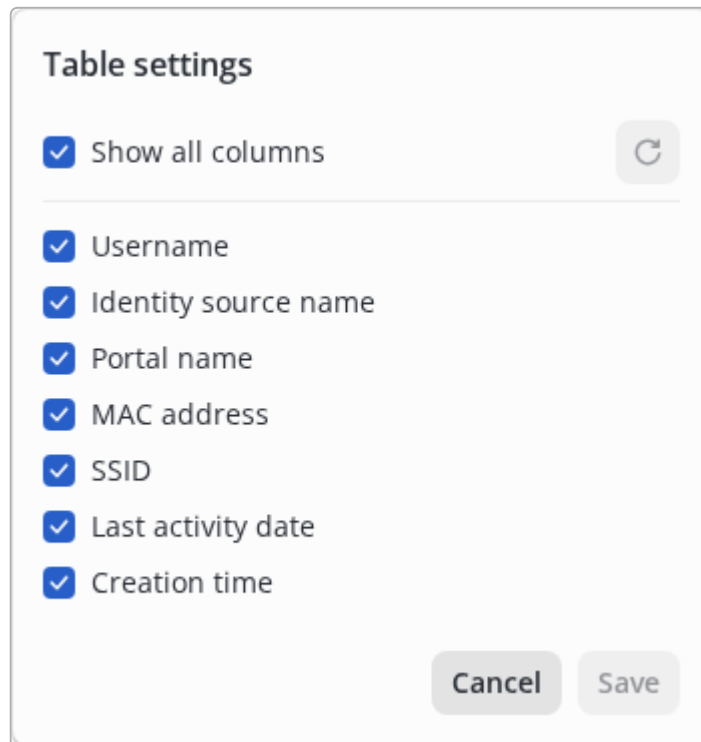 Table settings
Show all columns
Username
Identity source name
Portal name
MAC address
SSID
Last activity date
Creation time
Cancel Save